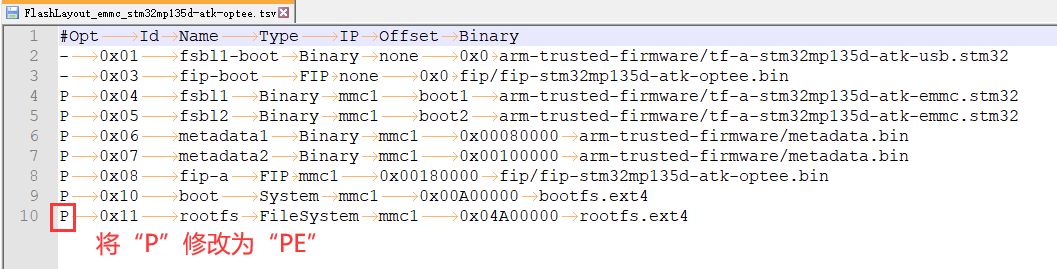 FlashLayout_emmc_stm32mp135d-atk-optee.tsv
1 #Opt Id Name Type IP Offset Binary
2 - 0x01 fsbl1-boot Binary none 0x0 arm-trusted-firmware/tf-a-stm32mp135d-atk-usb.stm32
3 - 0x03 fip-boot FIP none 0x0 fip/fip-stm32mp135d-atk-optee.bin
4 P 0x04 fsbl1 Binary mmc1 boot1 arm-trusted-firmware/tf-a-stm32mp135d-atk-emmc.stm32
5 P 0x05 fsbl2 Binary mmc1 boot2 arm-trusted-firmware/tf-a-stm32mp135d-atk-emmc.stm32
6 P 0x06 metadata1 Binary mmc1 0x00080000 arm-trusted-firmware/metadata.bin
7 P 0x07 metadata2 Binary mmc1 0x00100000 arm-trusted-firmware/metadata.bin
8 P 0x08 fip-a FIP mmc1 0x00180000 fip/fip-stm32mp135d-atk-optee.bin
9 P 0x10 boot System mmc1 0x00A00000 bootfs.ext4
10 P 0x11 rootfs FileSystem mmc1 0x04A00000 rootfs.ext4
将“P”修改为“PE”